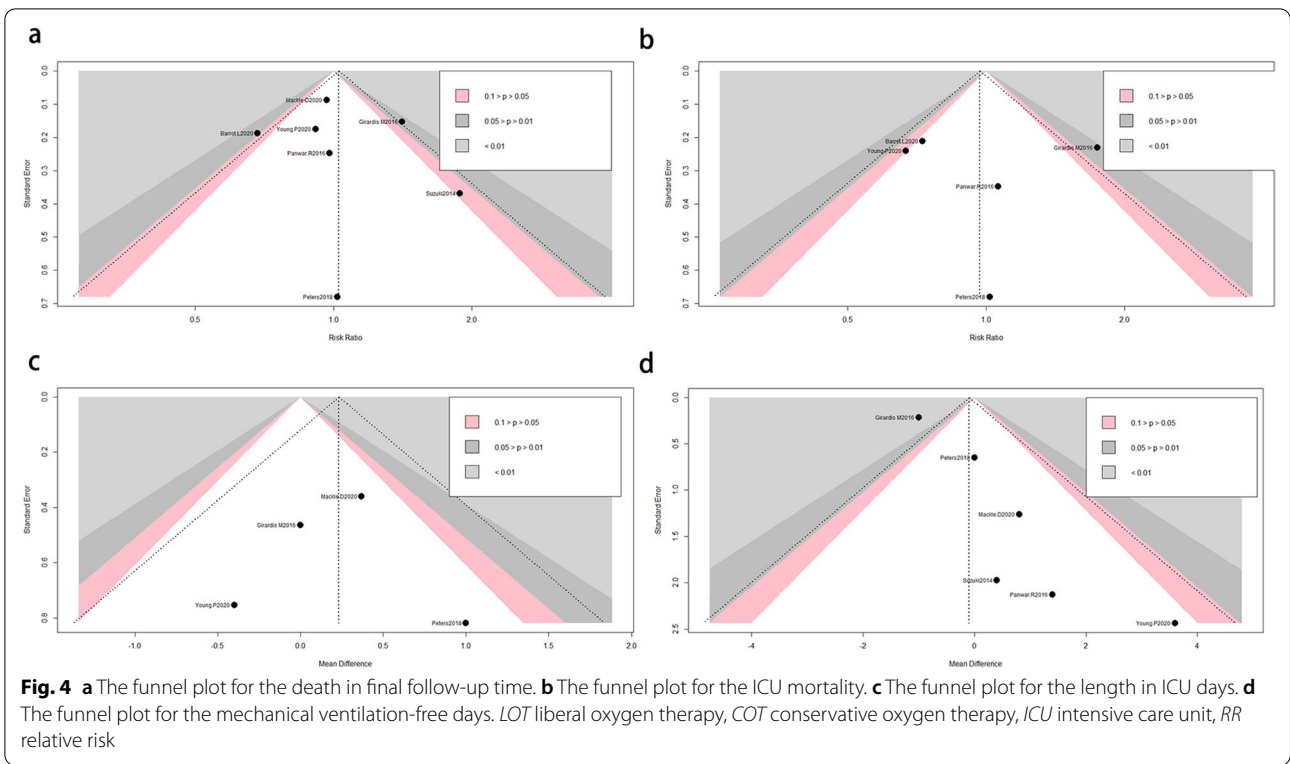 a
0.0
0.1
0.2
0.3
0.4
0.5
0.6
0.7
Standard Error
0.5
1.0
2.0
Risk Ratio
Mackle.D2020
Barrot.L2020
Young.P2020
Girardis M2016
Panwar.R2016
Suzuki2014
Peters2018
0.1 > p > 0.05
0.05 > p > 0.01
< 0.01
b
0.0
0.1
0.2
0.3
0.4
0.5
0.6
0.7
Standard Error
0.5
1.0
2.0
Risk Ratio
Barrot.L2020
Young.P2020
Girardis M2016
Panwar.R2016
Peters2018
0.1 > p > 0.05
0.05 > p > 0.01
< 0.01
c
0.0
0.2
0.4
0.6
0.8
Standard Error
-1.0
-0.5
0.0
0.5
1.0
1.5
2.0
Mean Difference
Mackle.D2020
Girardis M2016
Young.P2020
Peters2018
0.1 > p > 0.05
0.05 > p > 0.01
< 0.01
d
0.0
0.5
1.0
1.5
2.0
2.5
Standard Error
-4
-2
0
2
4
Mean Difference
Girardis M2016
Peters2018
Mackle.D2020
Suzuki2014
Panwar.R2016
Young.P2020
0.1 > p > 0.05
0.05 > p > 0.01
< 0.01
Fig. 4 a The funnel plot for the death in final follow-up time. b The funnel plot for the ICU mortality. c The funnel plot for the length in ICU days. d
The funnel plot for the mechanical ventilation-free days. LOT liberal oxygen therapy, COT conservative oxygen therapy, ICU intensive care unit, RR
relative risk